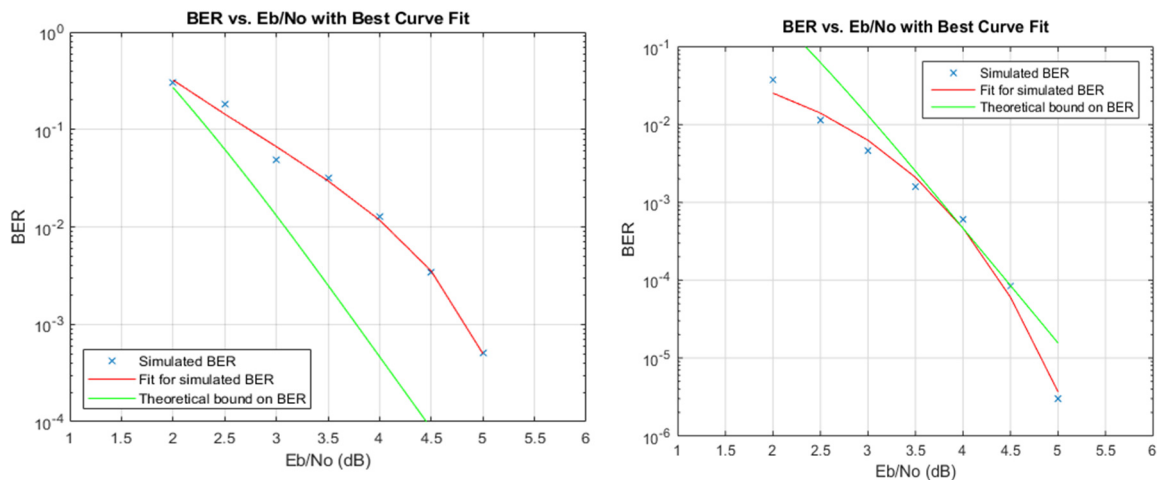 BER vs. Eb/No with Best Curve Fit
10^0
10^-1
10^-2
10^-3
10^-4
BER
Simulated BER
Fit for simulated BER
Theoretical bound on BER
1 1.5 2 2.5 3 3.5 4 4.5 5 5.5 6
Eb/No (dB)
BER vs. Eb/No with Best Curve Fit
10^-1
10^-2
10^-3
10^-4
10^-5
10^-6
BER
Simulated BER
Fit for simulated BER
Theoretical bound on BER
1 1.5 2 2.5 3 3.5 4 4.5 5 5.5 6
Eb/No (dB)